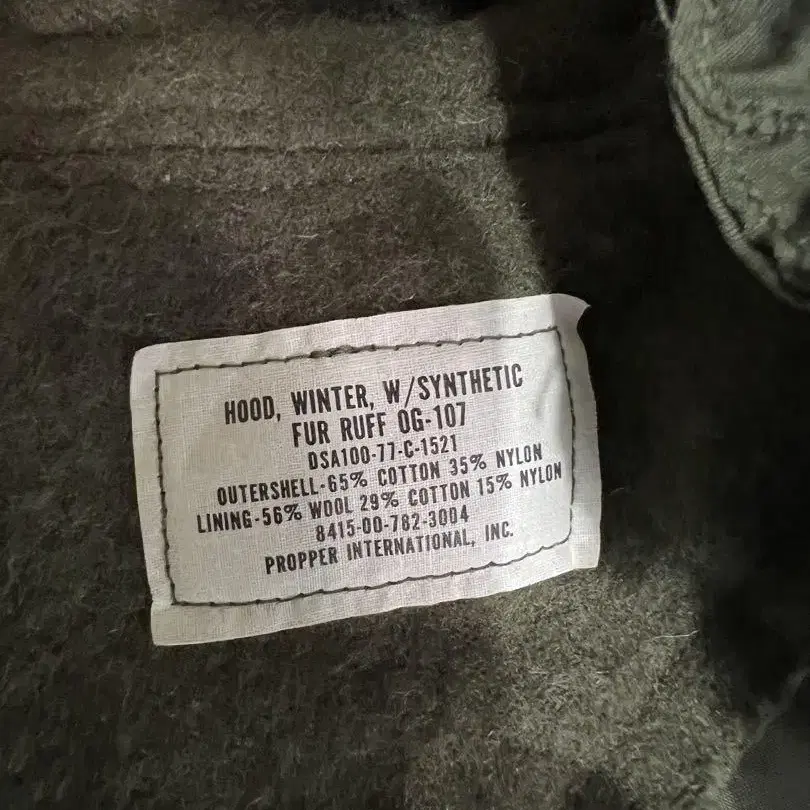 HOOD, WINTER, W/SYNTHETIC
FUR RUFF OG-107
DSA100-77-C-1521
OUTERSHELL-65% COTTON 35% NYLON
LINING-56% WOOL 29% COTTON 15% NYLON
8415-00-782-3004
PROPPER INTERNATIONAL, INC.